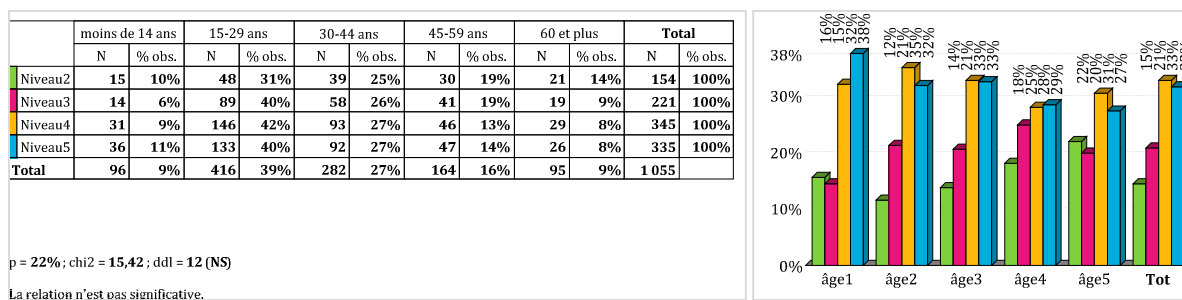 moins de 14 ans 15-29 ans 30-44 ans 45-59 ans 60 et plus Total
N % obs. N % obs. N % obs. N % obs. N % obs. N % obs.
Niveau2 15 10% 48 31% 39 25% 30 19% 21 14% 154 100%
Niveau3 14 6% 89 40% 58 26% 41 19% 19 9% 221 100%
Niveau4 31 9% 146 42% 93 27% 46 13% 29 8% 345 100%
Niveau5 36 11% 133 40% 92 27% 47 14% 26 8% 335 100%
Total 96 9% 416 39% 282 27% 164 16% 95 9% 1 055
p = 22% ; chi2 = 15,42 ; ddl = 12 (NS)
La relation n'est pas significative.
16% 15% 32% 38% 12% 21% 35% 32% 14% 21% 33% 33% 18% 25% 28% 29% 22% 20% 31% 27% 15% 21% 33%
38%
30%
20%
10%
0%
âge1 âge2 âge3 âge4 âge5 Tot